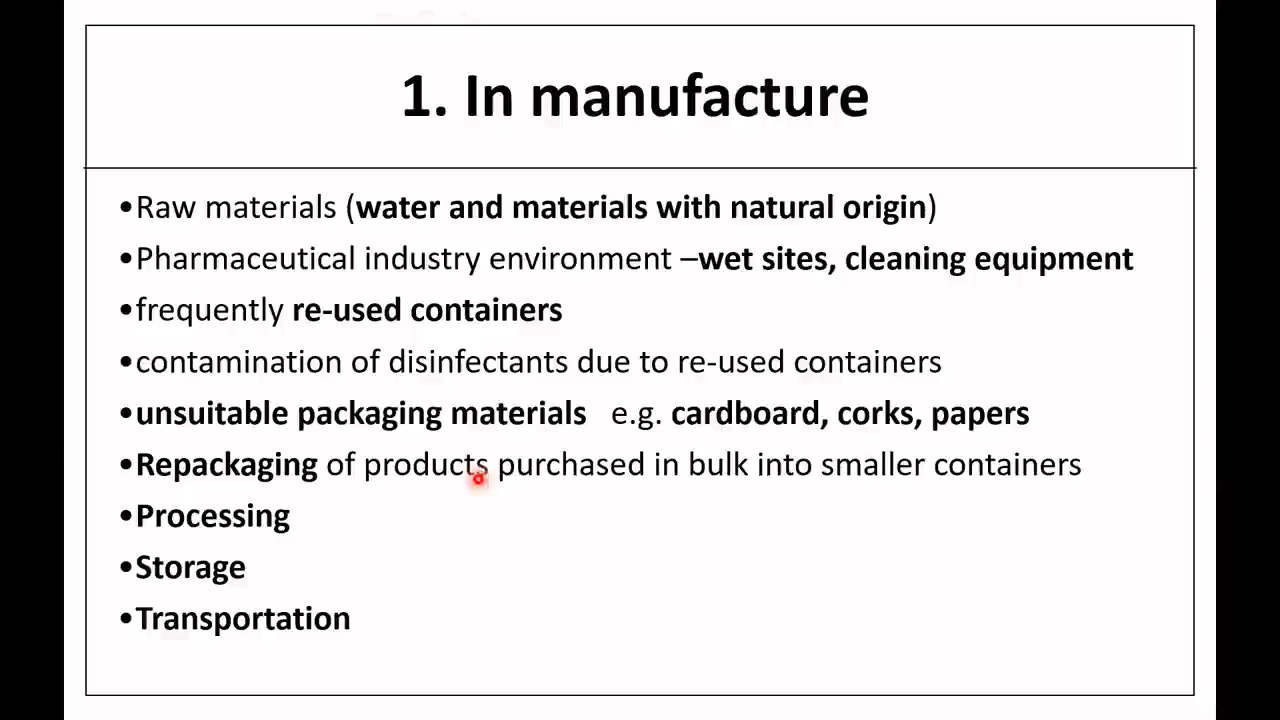 1. In manufacture
•Raw materials (water and materials with natural origin)
•Pharmaceutical industry environment –wet sites, cleaning equipment
•frequently re-used containers
•contamination of disinfectants due to re-used containers
•unsuitable packaging materials e.g. cardboard, corks, papers
•Repackaging of products purchased in bulk into smaller containers
•Processing
•Storage
•Transportation